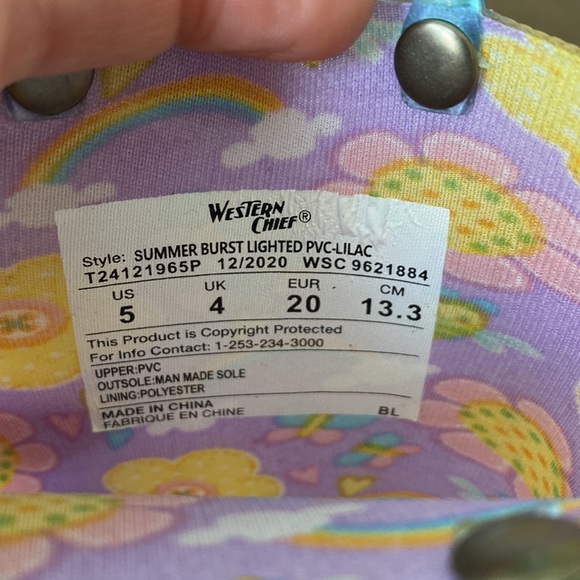 WESTERN
CHIEF®
Style: SUMMER BURST LIGHTED PVC-LILAC
T24121965P 12/2020 WSC 9621884
US UK EUR CM
5 4 20 13.3
This Product is Copyright Protected
For Info Contact: 1-253-234-3000
UPPER:PVC
OUTSOLE:MAN MADE SOLE
LINING:POLYESTER
MADE IN CHINA
FABRIQUE EN CHINE BL